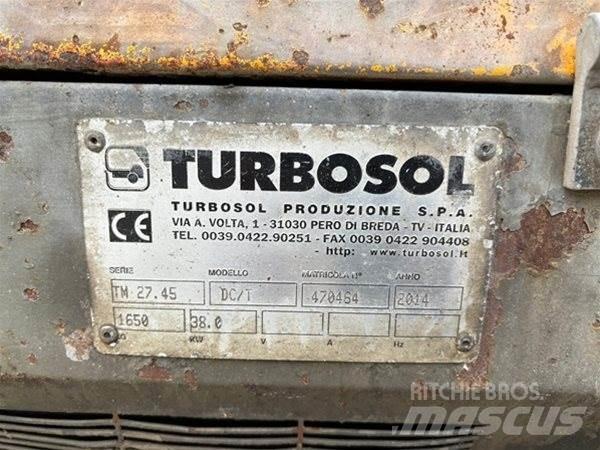 TURBOSOL
TURBOSOL PRODUZIONE S.P.A.
VIA A. VOLTA, 1 - 31030 PERO DI BREDA - TV - ITALIA
TEL. 0039.0422.90251 - FAX 0039 0422 904408
- http: www.turbosol.it
CE
SERIE MODELLO MATRICOLA N° ANNO
TM 27.45 DC/T 470464 2014
1650 38.0
KG KW V A Hz
RITCHIE BROS.
MASCUS